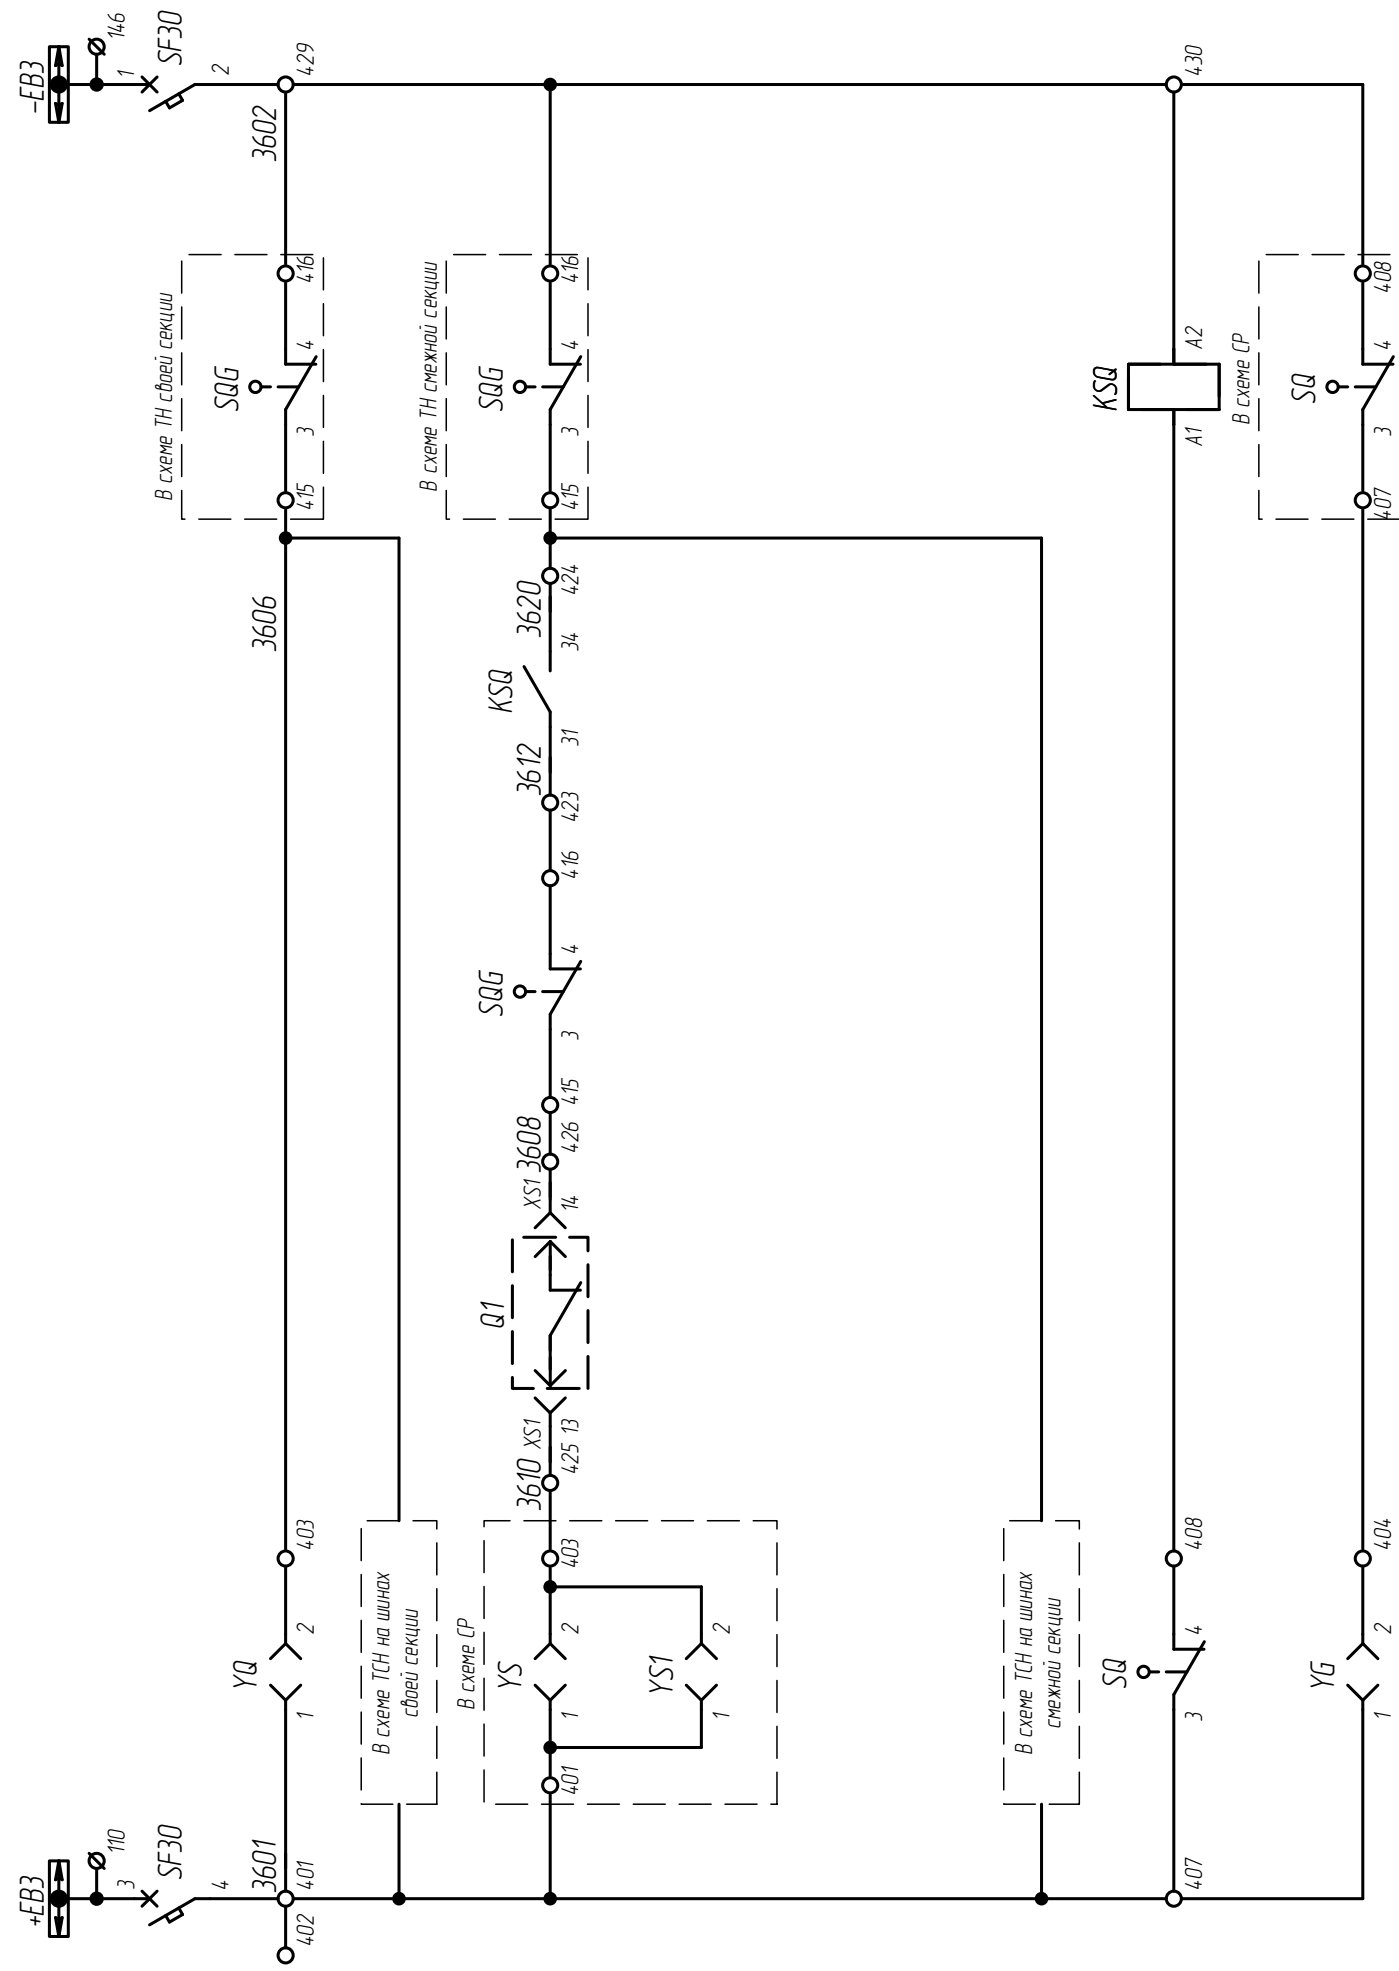 +ЕВ3
110
3
SF30
4
-ЕВ3
146
1
SF30
2
402
3601
401
YQ
1
2
403
3606
В схеме ТН своей секции
415
SQG
3
4
416
3602
429
В схеме ТСН на шинах
своей секции
В схеме СР
401
YS
1
2
403
YS1
1
2
3610
425
XS1
13
Q1
XS1
14
3608
426
415
SQG
3
4
416
423
3612
KSQ
31
34
3620
424
В схеме ТН смежной секции
415
SQG
3
4
416
В схеме ТСН на шинах
смежной секции
407
SQ
3
4
408
KSQ
A1
A2
430
YG
1
2
404
В схеме СР
407
SQ
3
4
408